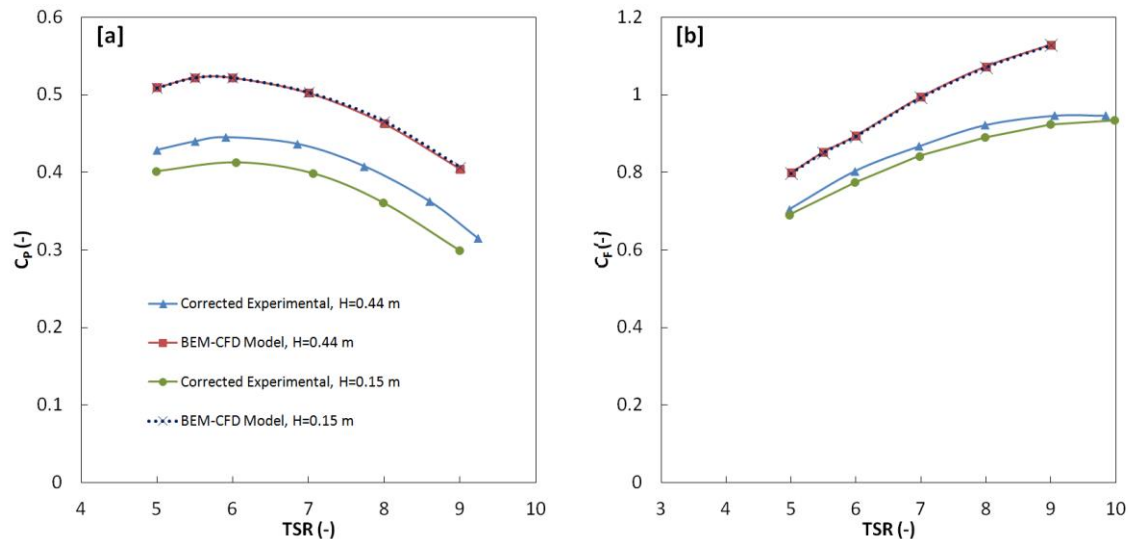 [a]
0.6
0.5
0.4
0.3
0.2
0.1
0
C_P (-)
Corrected Experimental, H=0.44 m
BEM-CFD Model, H=0.44 m
Corrected Experimental, H=0.15 m
BEM-CFD Model, H=0.15 m
4 5 6 7 8 9 10
TSR (-)
[b]
1.2
1
0.8
0.6
0.4
0.2
0
C_F (-)
3 4 5 6 7 8 9 10
TSR (-)